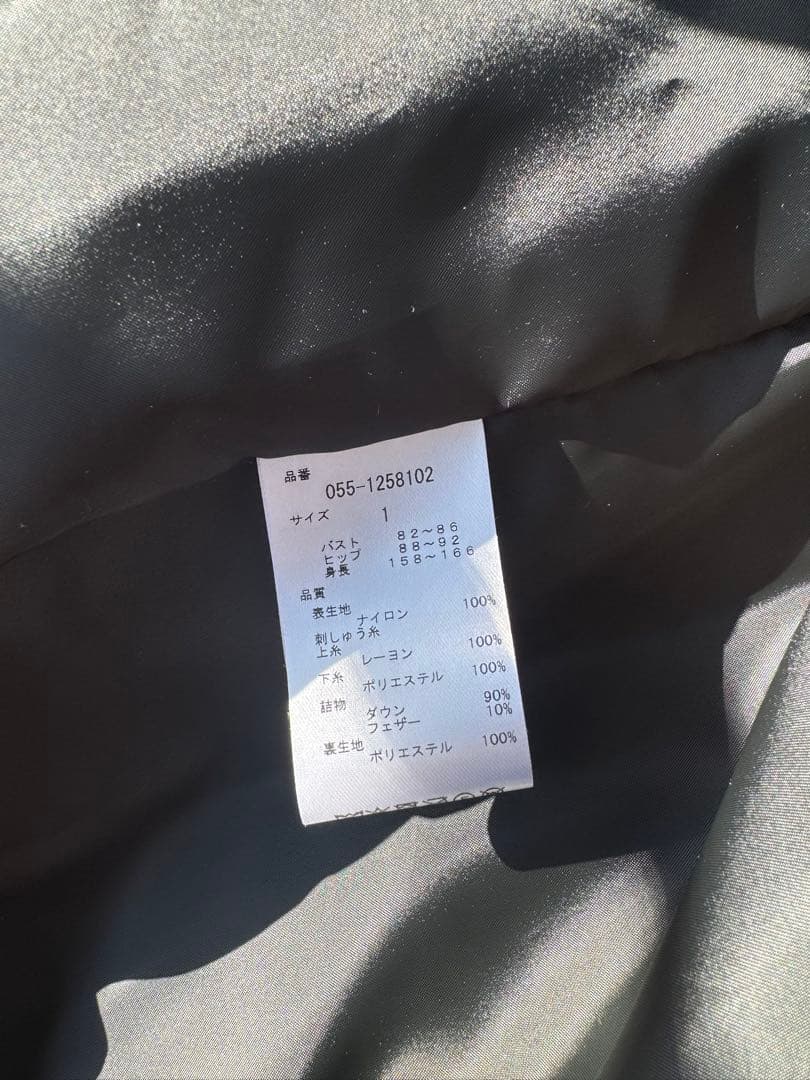 品番
055-1258102
サイズ 1
バスト 82～86
ヒップ 88～92
身長 158～166
品質
表生地
ナイロン 100%
刺しゅう糸
上糸
レーヨン 100%
下糸
ポリエステル 100%
詰物
ダウン 90%
フェザー 10%
裏生地
ポリエステル 100%